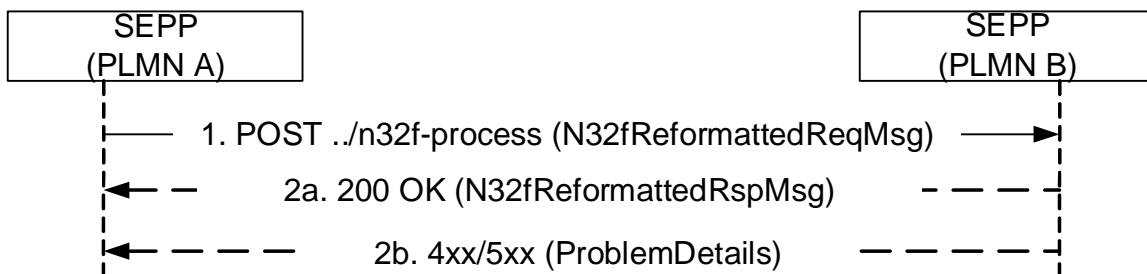 SEPP
(PLMN A)
SEPP
(PLMN B)
1. POST ../n32f-process (N32fReformattedReqMsg)
2a. 200 OK (N32fReformattedRspMsg)
2b. 4xx/5xx (ProblemDetails)